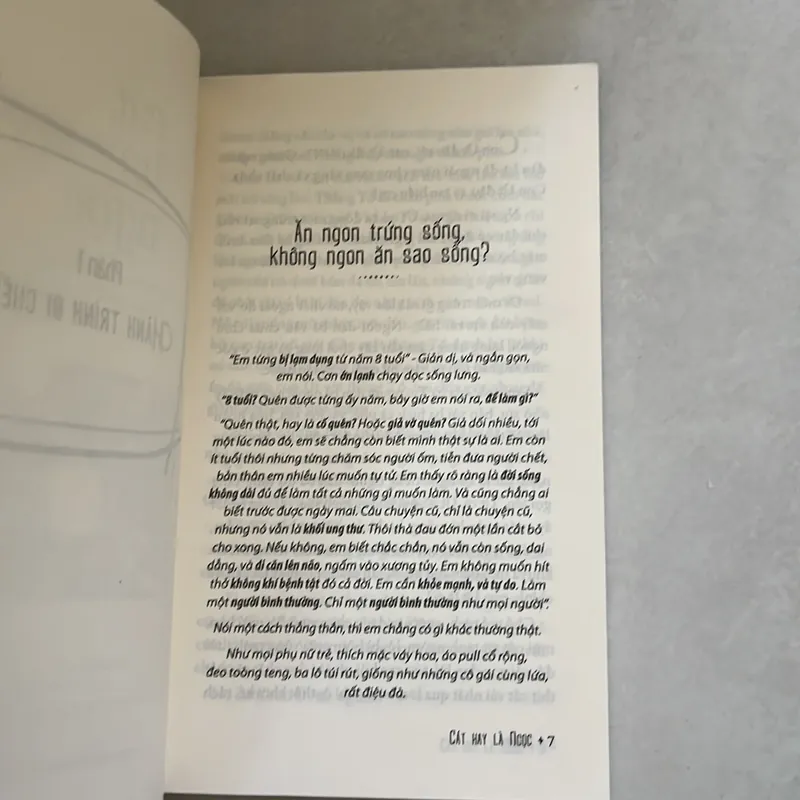 Phần 1
HÀNH TRÌNH ĐI
Ăn ngon trứng sống,
không ngon ăn sao sống?
"Em từng bị lạm dụng từ năm 8 tuổi" - Giản dị, và ngắn gọn,
em nói. Cơn ớn lạnh chạy dọc sống lưng.
"8 tuổi? Quên được từng ấy năm, bây giờ em nói ra, để làm gì?"
"Quên thật, hay là cố quên? Hoặc giả vờ quên? Giả dối nhiều, tới
một lúc nào đó, em sẽ chẳng còn biết mình thật sự là ai. Em còn
ít tuổi thôi nhưng từng chăm sóc người ốm, tiễn đưa người chết,
bản thân em nhiều lúc muốn tự tử. Em thấy rõ ràng là đời sống
không dài đủ để làm tất cả những gì muốn làm. Và cũng chẳng ai
biết trước được ngày mai. Câu chuyện cũ, chỉ là chuyện cũ,
nhưng nó vẫn là khối ung thư. Thôi thà đau đớn một lần cắt bỏ
cho xong. Nếu không, em biết chắc chắn, nó vẫn còn sống, dai
dẳng, và di căn lên não, ngấm vào xương tủy. Em không muốn hít
thở không khí bệnh tật đó cả đời. Em cần khỏe mạnh, và tự do. Làm
một người bình thường. Chỉ một người bình thường như mọi người".
Nói một cách thẳng thắn, thì em chẳng có gì khác thường thật.
Như mọi phụ nữ trẻ, thích mặc váy hoa, áo pull cổ rộng,
đeo toòng teng, ba lô túi rút, giống như những cô gái cùng lứa,
rất điệu đà.
CÁT HAY LÀ NGỌC + 7